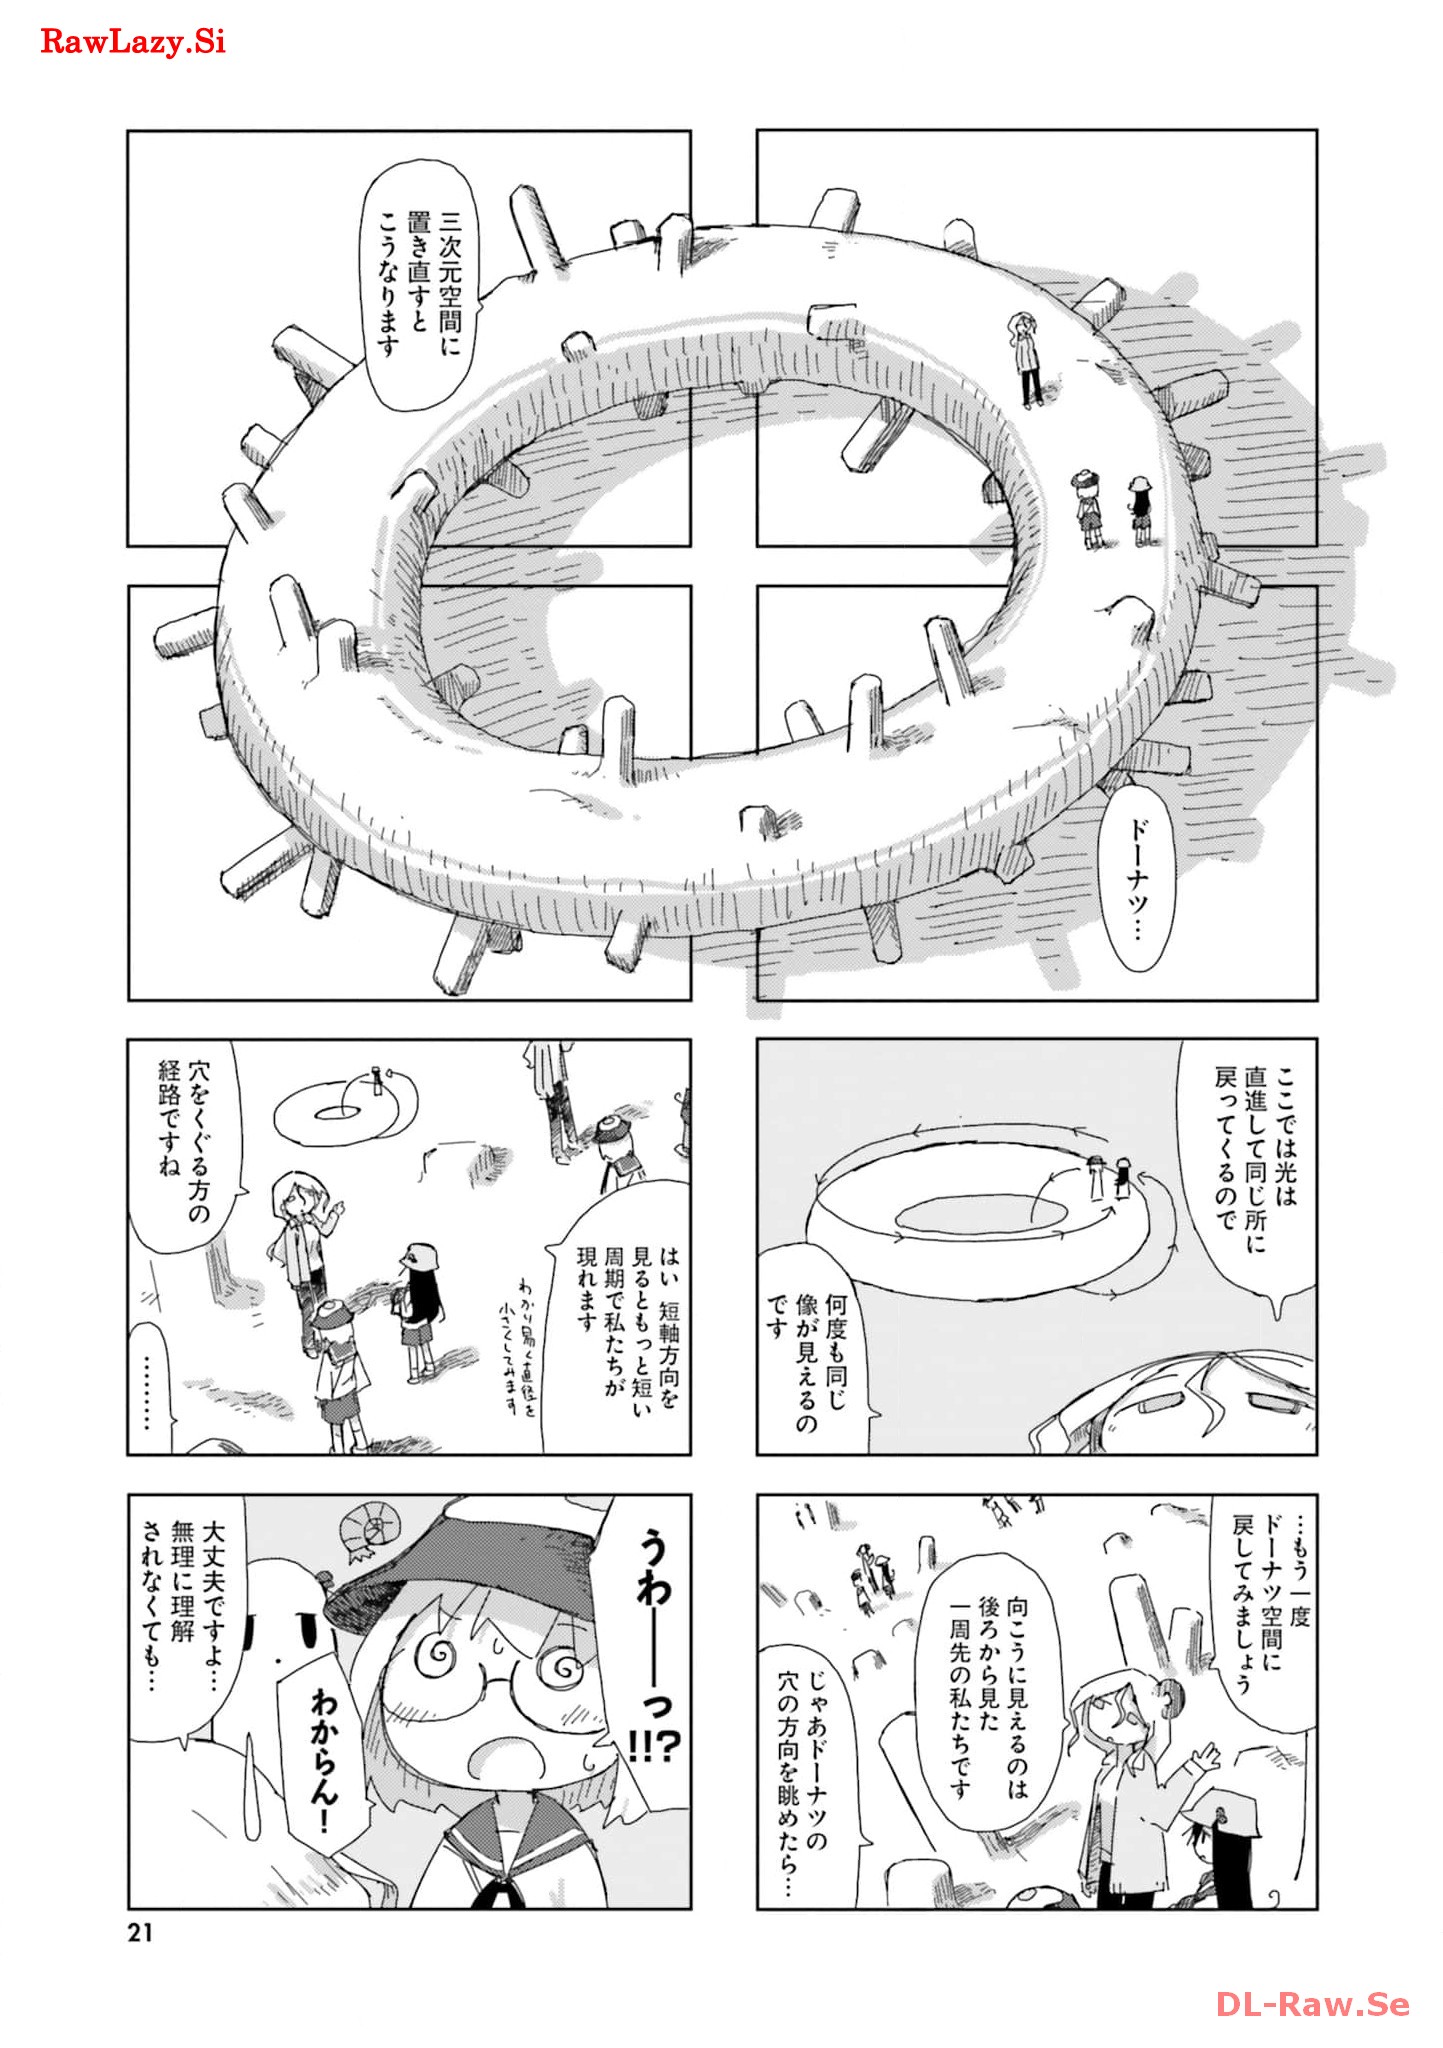 RawLazy.Si
三次元空間に
置き直すと
こうなります
ドーナツ…
ここでは光は
直進して同じ所に
戻ってくるので
何度も同じ
像が見えるの
です
…もう一度
ドーナツ空間に
戻してみましょう
向こうに見えるのは
後ろから見た
一周先の私たちです
じゃあドーナツの
穴の方向を眺めたら…
はい 短軸方向を
見るともっと短い
周期で私たちが
現れます
わかり易く直径を
小さくしてみます
穴をくぐる方の
経路ですね
………
うわ――っ!!?
わからん!
大丈夫ですよ…
無理に理解
されなくても…
21
DL-Raw.Se